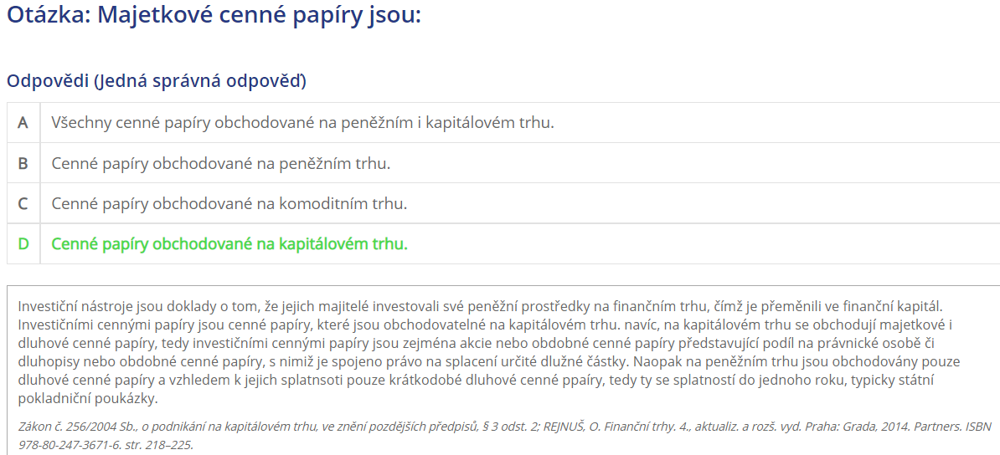 Otázka: Majetkové cenné papíry jsou:
Odpovědi (Jedná správná odpověď)
A Všechny cenné papíry obchodované na peněžním i kapitálovém trhu.
B Cenné papíry obchodované na peněžním trhu.
C Cenné papíry obchodované na komoditním trhu.
D Cenné papíry obchodované na kapitálovém trhu.
Investiční nástroje jsou doklady o tom, že jejich majitelé investovali své peněžní prostředky na finančním trhu, čímž je přeměnili ve finanční kapitál.
Investičními cennými papíry jsou cenné papíry, které jsou obchodovatelné na kapitálovém trhu. navíc, na kapitálovém trhu se obchodují majetkové i
dluhové cenné papíry, tedy investičními cennými papíry jsou zejména akcie nebo obdobné cenné papíry představující podíl na právnické osobě či
dluhopisy nebo obdobné cenné papíry, s nimiž je spojeno právo na splacení určité dlužné částky. Naopak na peněžním trhu jsou obchodovány pouze
dluhové cenné papíry a vzhledem k jejich splatnsoti pouze krátkodobé dluhové cenné ppaíry, tedy ty se splatností do jednoho roku, typicky státní
pokladniční poukázky.
Zákon č. 256/2004 Sb., o podnikání na kapitálovém trhu, ve znění pozdějších předpisů, § 3 odst. 2; REJNUŠ, O. Finanční trhy. 4., aktualiz. a rozš. vyd. Praha: Grada, 2014. Partners. ISBN
978-80-247-3671-6. str. 218–225.